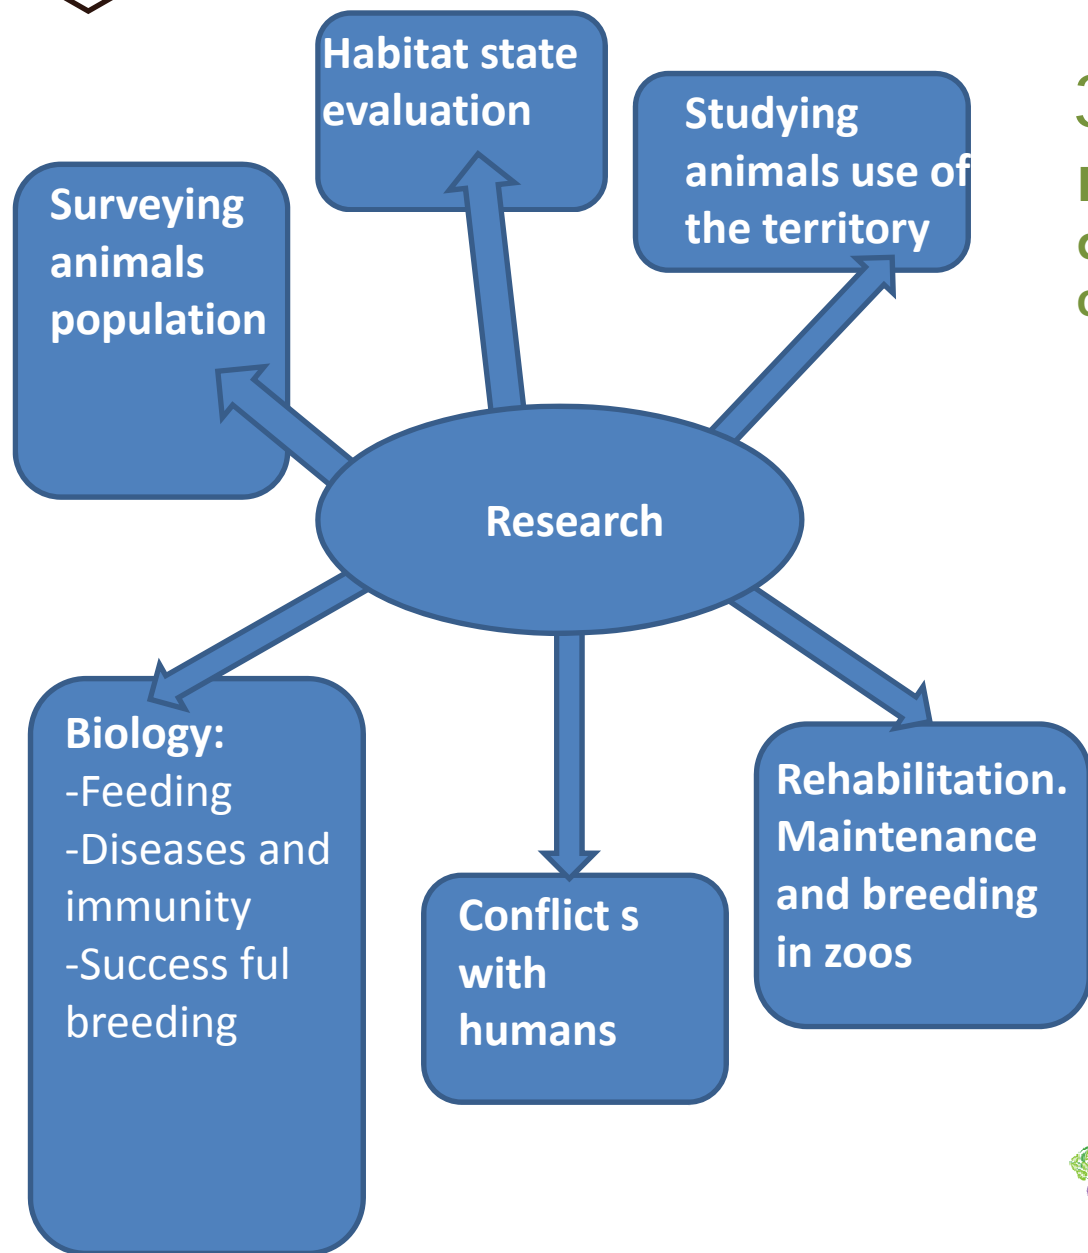 Habitat state
evaluation
Studying
animals use of
the territory
Surveying
animals
population
Research
Biology:
-Feeding
-Diseases and
immunity
-Success ful
breeding
Conflict s
with
humans
Rehabilitation.
Maintenance
and breeding
in zoos